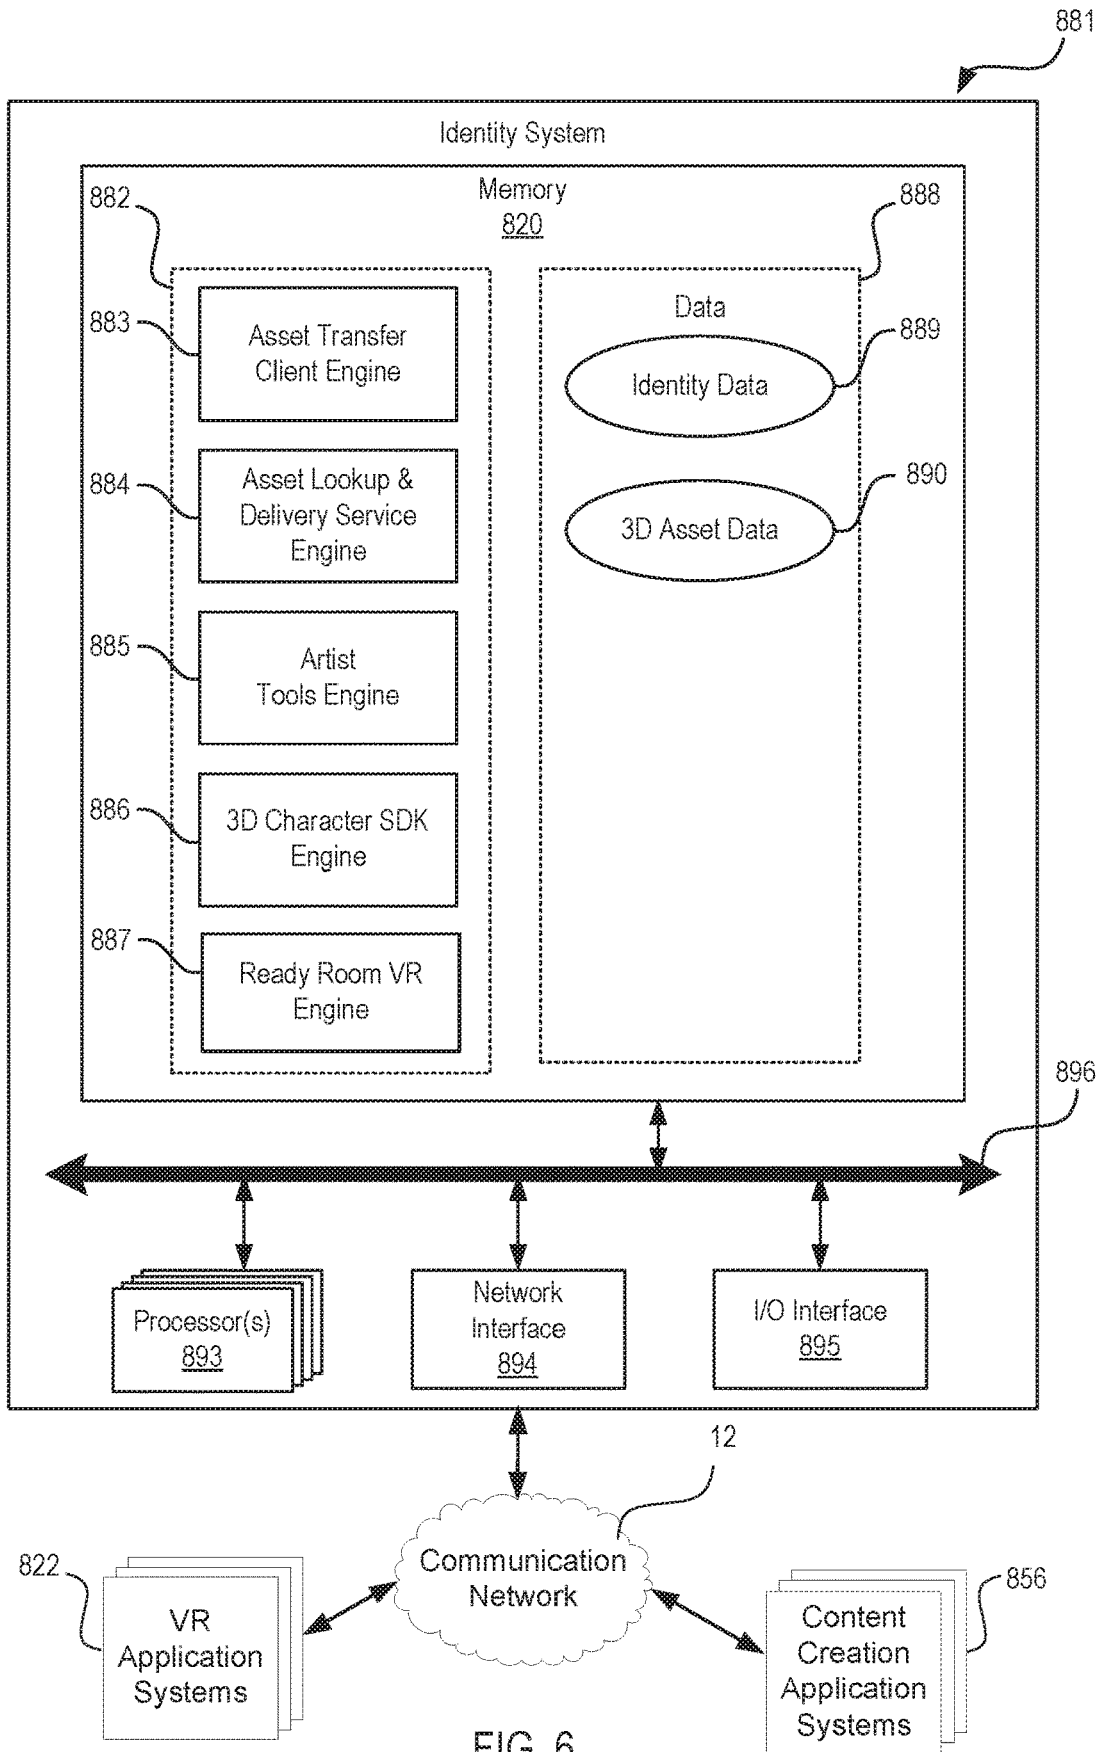 881
Identity System
Memory
820
882
888
883
Asset Transfer
Client Engine
Data
889
Identity Data
884
Asset Lookup &
Delivery Service
Engine
890
3D Asset Data
885
Artist
Tools Engine
886
3D Character SDK
Engine
887
Ready Room VR
Engine
896
Processor(s)
893
Network
Interface
894
I/O Interface
895
12
Communication
Network
822
VR
Application
Systems
856
Content
Creation
Application
Systems
FIG. 6